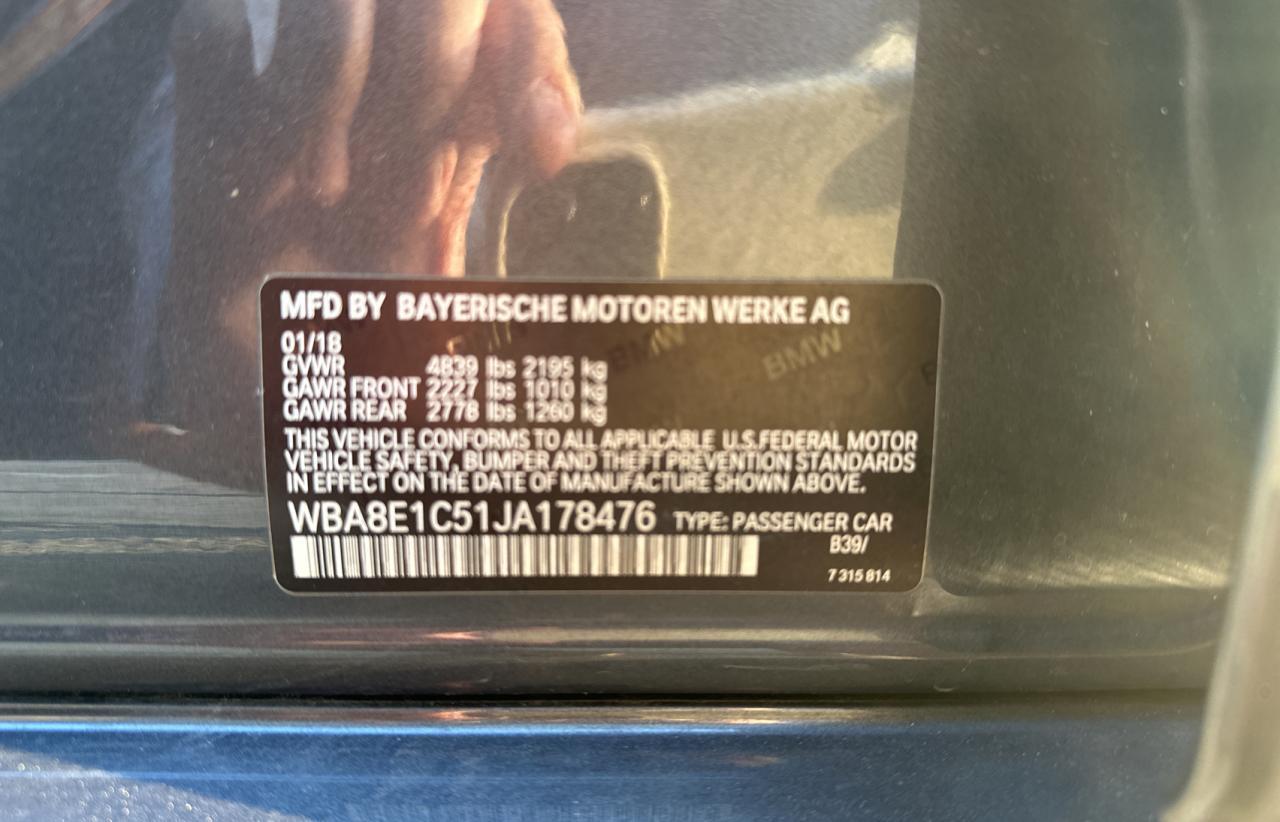 MFD BY BAYERISCHE MOTOREN WERKE AG
01/18
GVWR 4839 lbs 2195 kg
GAWR FRONT 2227 lbs 1010 kg
GAWR REAR 2778 lbs 1260 kg
THIS VEHICLE CONFORMS TO ALL APPLICABLE U.S.FEDERAL MOTOR
VEHICLE SAFETY, BUMPER AND THEFT PREVENTION STANDARDS
IN EFFECT ON THE DATE OF MANUFACTURE SHOWN ABOVE.
WBA8E1C51JA178476 TYPE: PASSENGER CAR
B39/
7 315 814
BMW
BMW